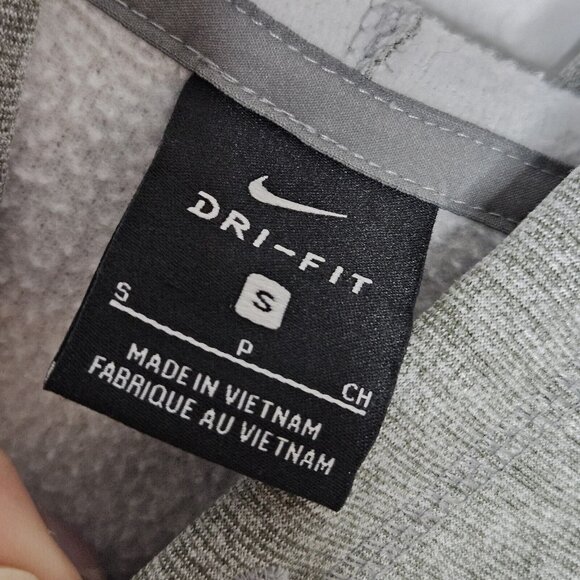 DRI-FIT
S
S P CH
MADE IN VIETNAM
FABRIQUE AU VIETNAM